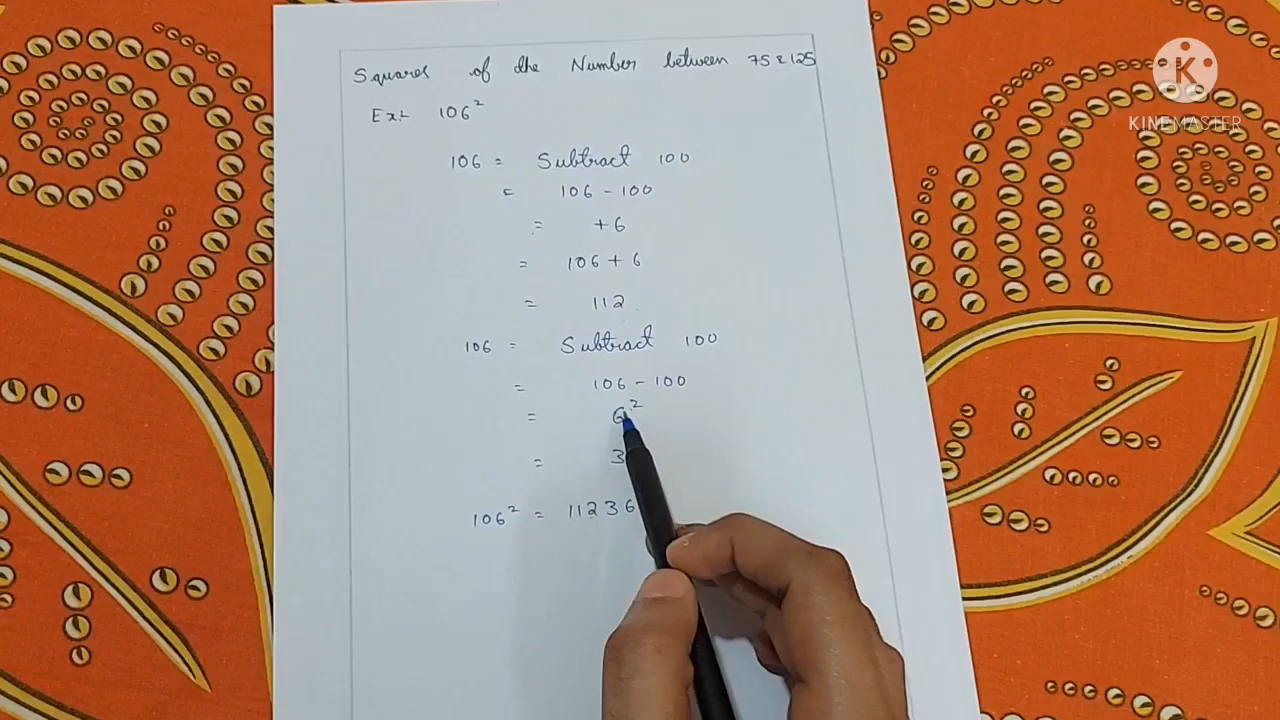 Squares of the Number between 75 & 125
Ex:- 106²
106 = Subtract 100
= 106 - 100
= +6
= 106 + 6
= 112
106 = Subtract 100
= 106 - 100
= 6²
= 3
106² = 11236
K
KINEMASTER